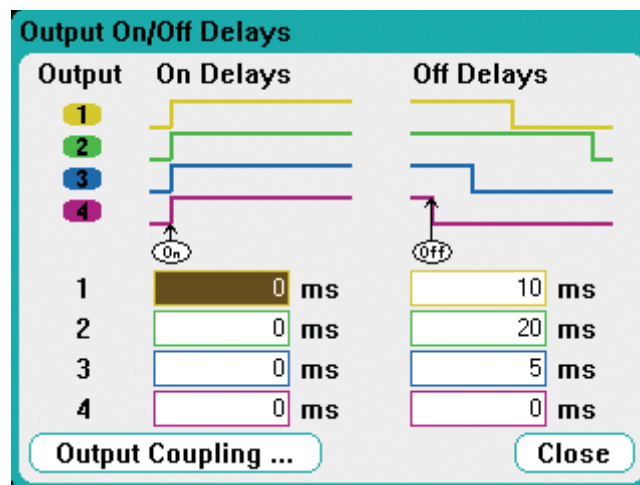 Output On/Off Delays
Output On Delays Off Delays
1
2
3
4
On Off
1 0 ms 10 ms
2 0 ms 20 ms
3 0 ms 5 ms
4 0 ms 0 ms
Output Coupling ... Close